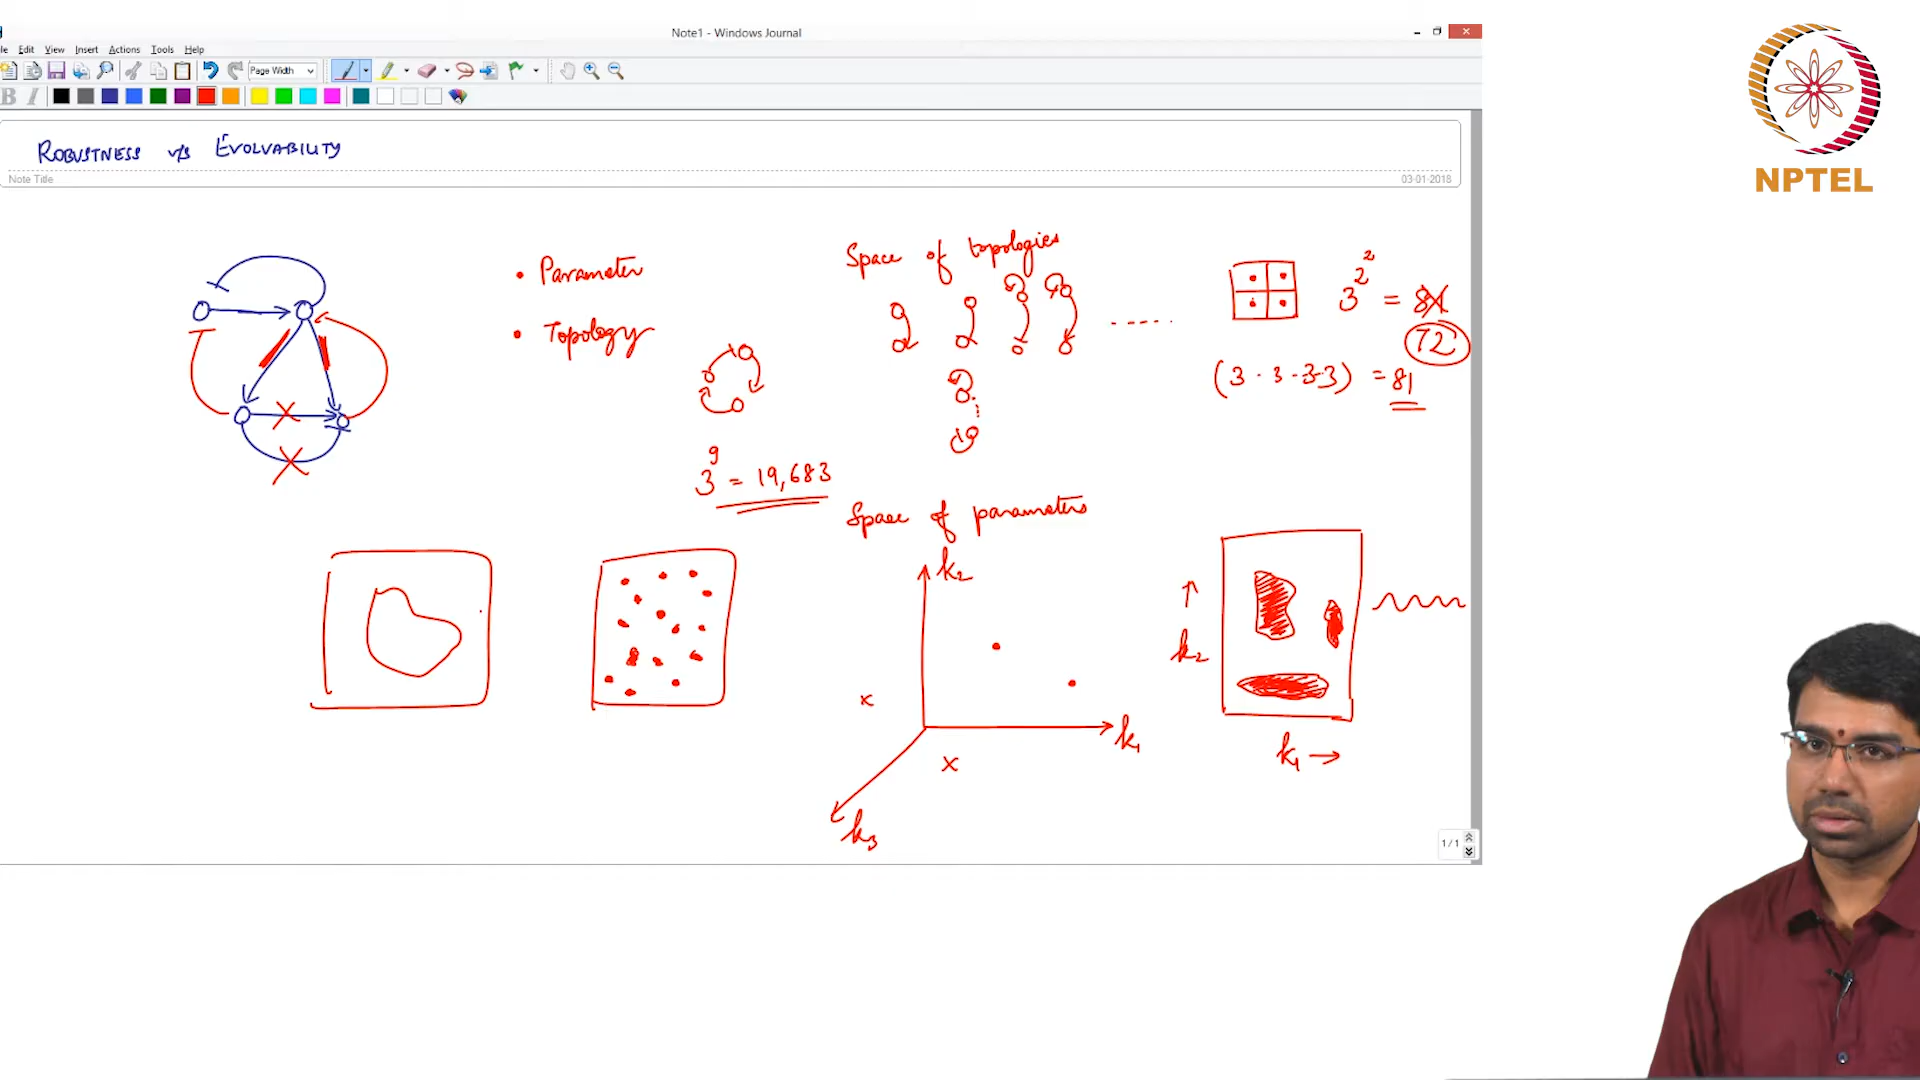 Note1 - Windows Journal
le Edit View Insert Actions Tools Help
Page Width
B I
ROBUSTNESS v/s EVOLVABILITY
Note Title
03-01-2018
• Parameter
• Topology
Space of topologies
3^2^2 = 81
72
(3 · 3 · 3·3) = 81
3^9 = 19,683
Space of parameters
k2
k1
k3
x
x
↑
k2
k1 →
1 / 1
NPTEL